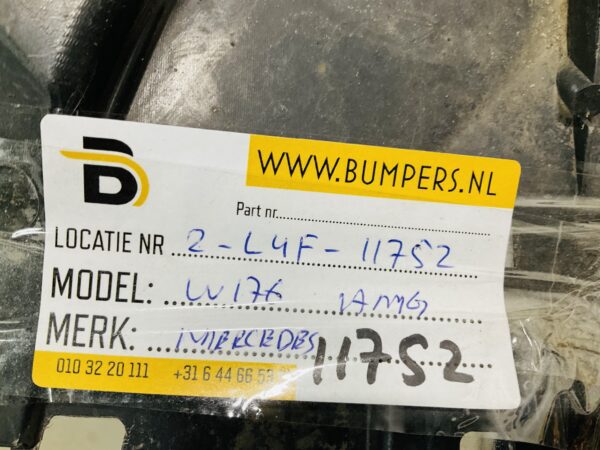 WWW.BUMPERS.NL
Part nr.
LOCATIE NR 2-L4F-11752
MODEL: W176 AMG
MERK: MERCEDES 11752
010 32 20 111 +31 6 44 66 53